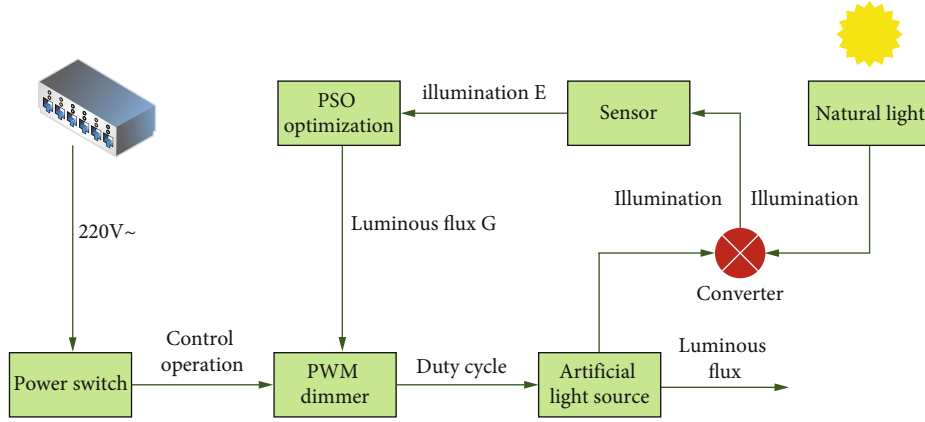 PSO
optimization
illumination E
Sensor
Natural light
Illumination
Illumination
220V~
Luminous flux G
Converter
Power switch
Control
operation
PWM
dimmer
Duty cycle
Artificial
light source
Luminous
flux